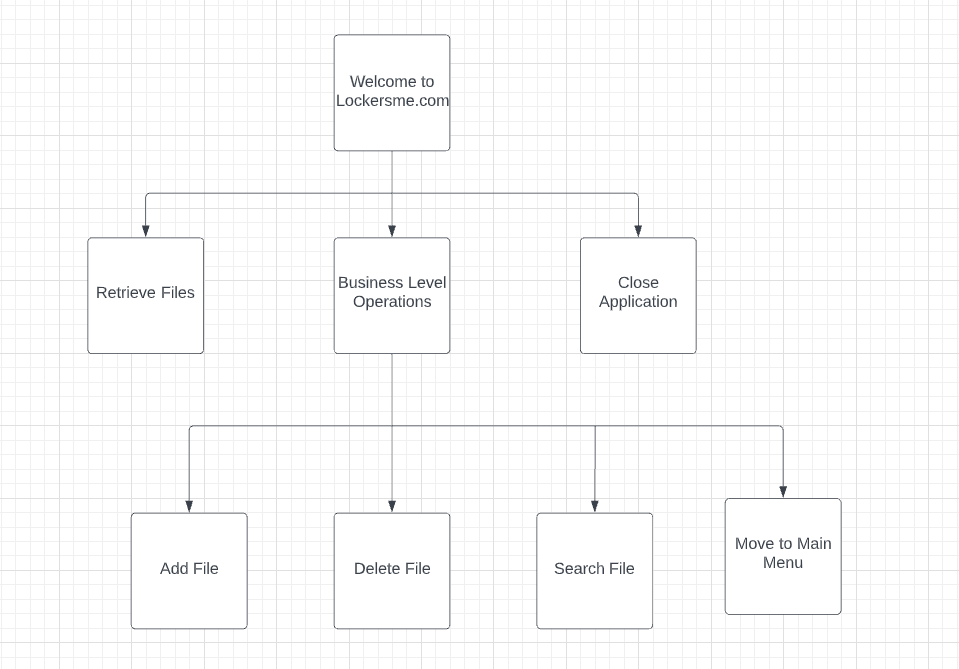 Welcome to
Lockersme.com
Retrieve Files
Business Level
Operations
Close
Application
Add File
Delete File
Search File
Move to Main
Menu